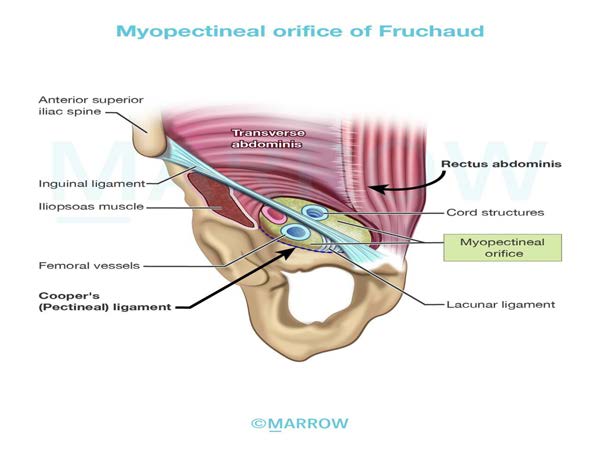 Myopectineal orifice of Fruchaud
Anterior superior
iliac spine
Transverse
abdominis
MARROW
Rectus abdominis
Inguinal ligament
Iliopsoas muscle
Cord structures
Myopectineal
orifice
Femoral vessels
Cooper's
(Pectineal) ligament
Lacunar ligament
©MARROW